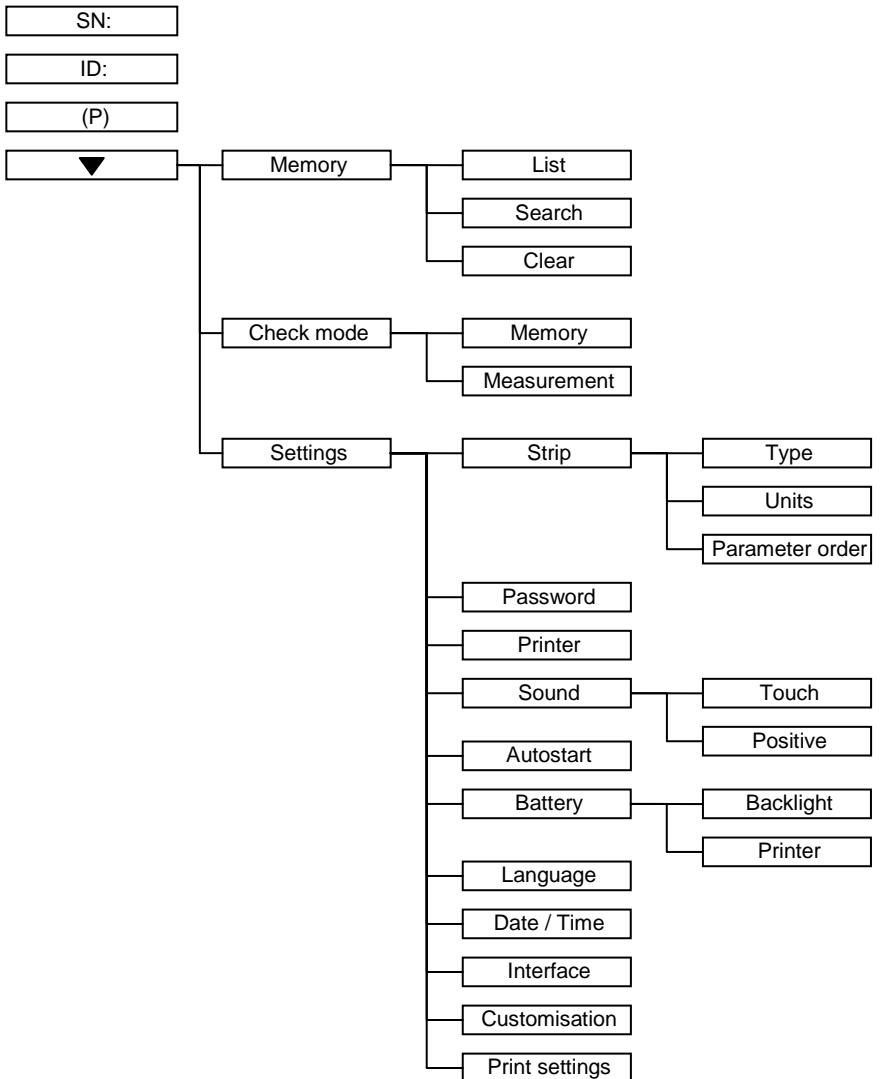 SN:
ID:
(P)
Memory
List
Search
Clear
Check mode
Memory
Measurement
Settings
Strip
Type
Units
Parameter order
Password
Printer
Sound
Touch
Positive
Autostart
Battery
Backlight
Printer
Language
Date / Time
Interface
Customisation
Print settings